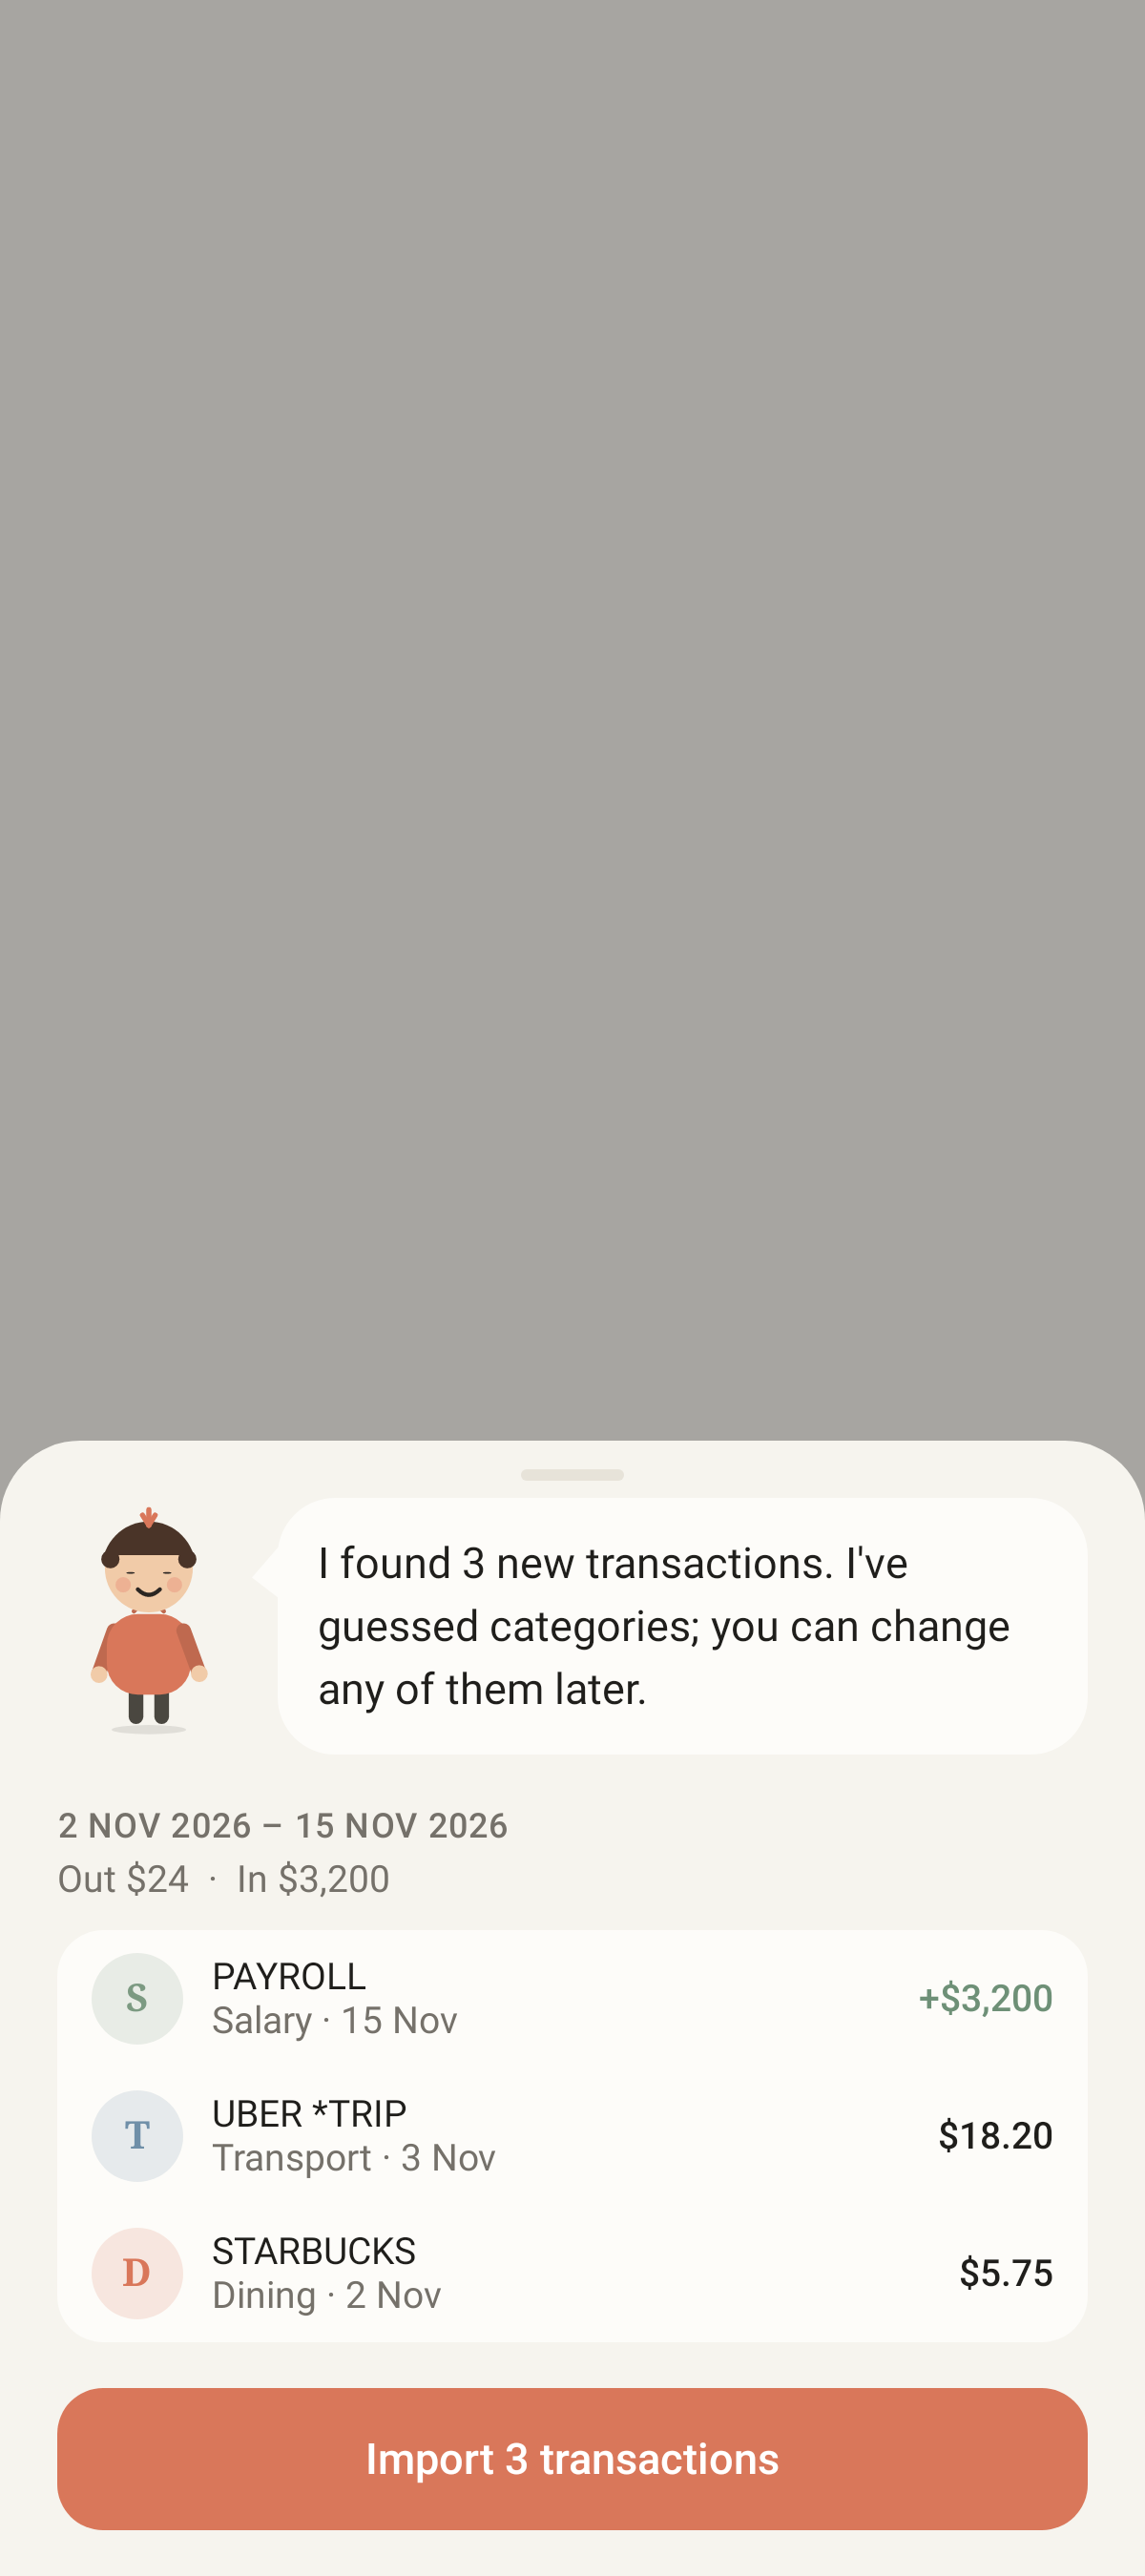 I found 3 new transactions. I've
guessed categories; you can change
any of them later.
2 NOV 2026 – 15 NOV 2026
Out $24 · In $3,200
S
PAYROLL
Salary · 15 Nov
+$3,200
T
UBER *TRIP
Transport · 3 Nov
$18.20
D
STARBUCKS
Dining · 2 Nov
$5.75
Import 3 transactions